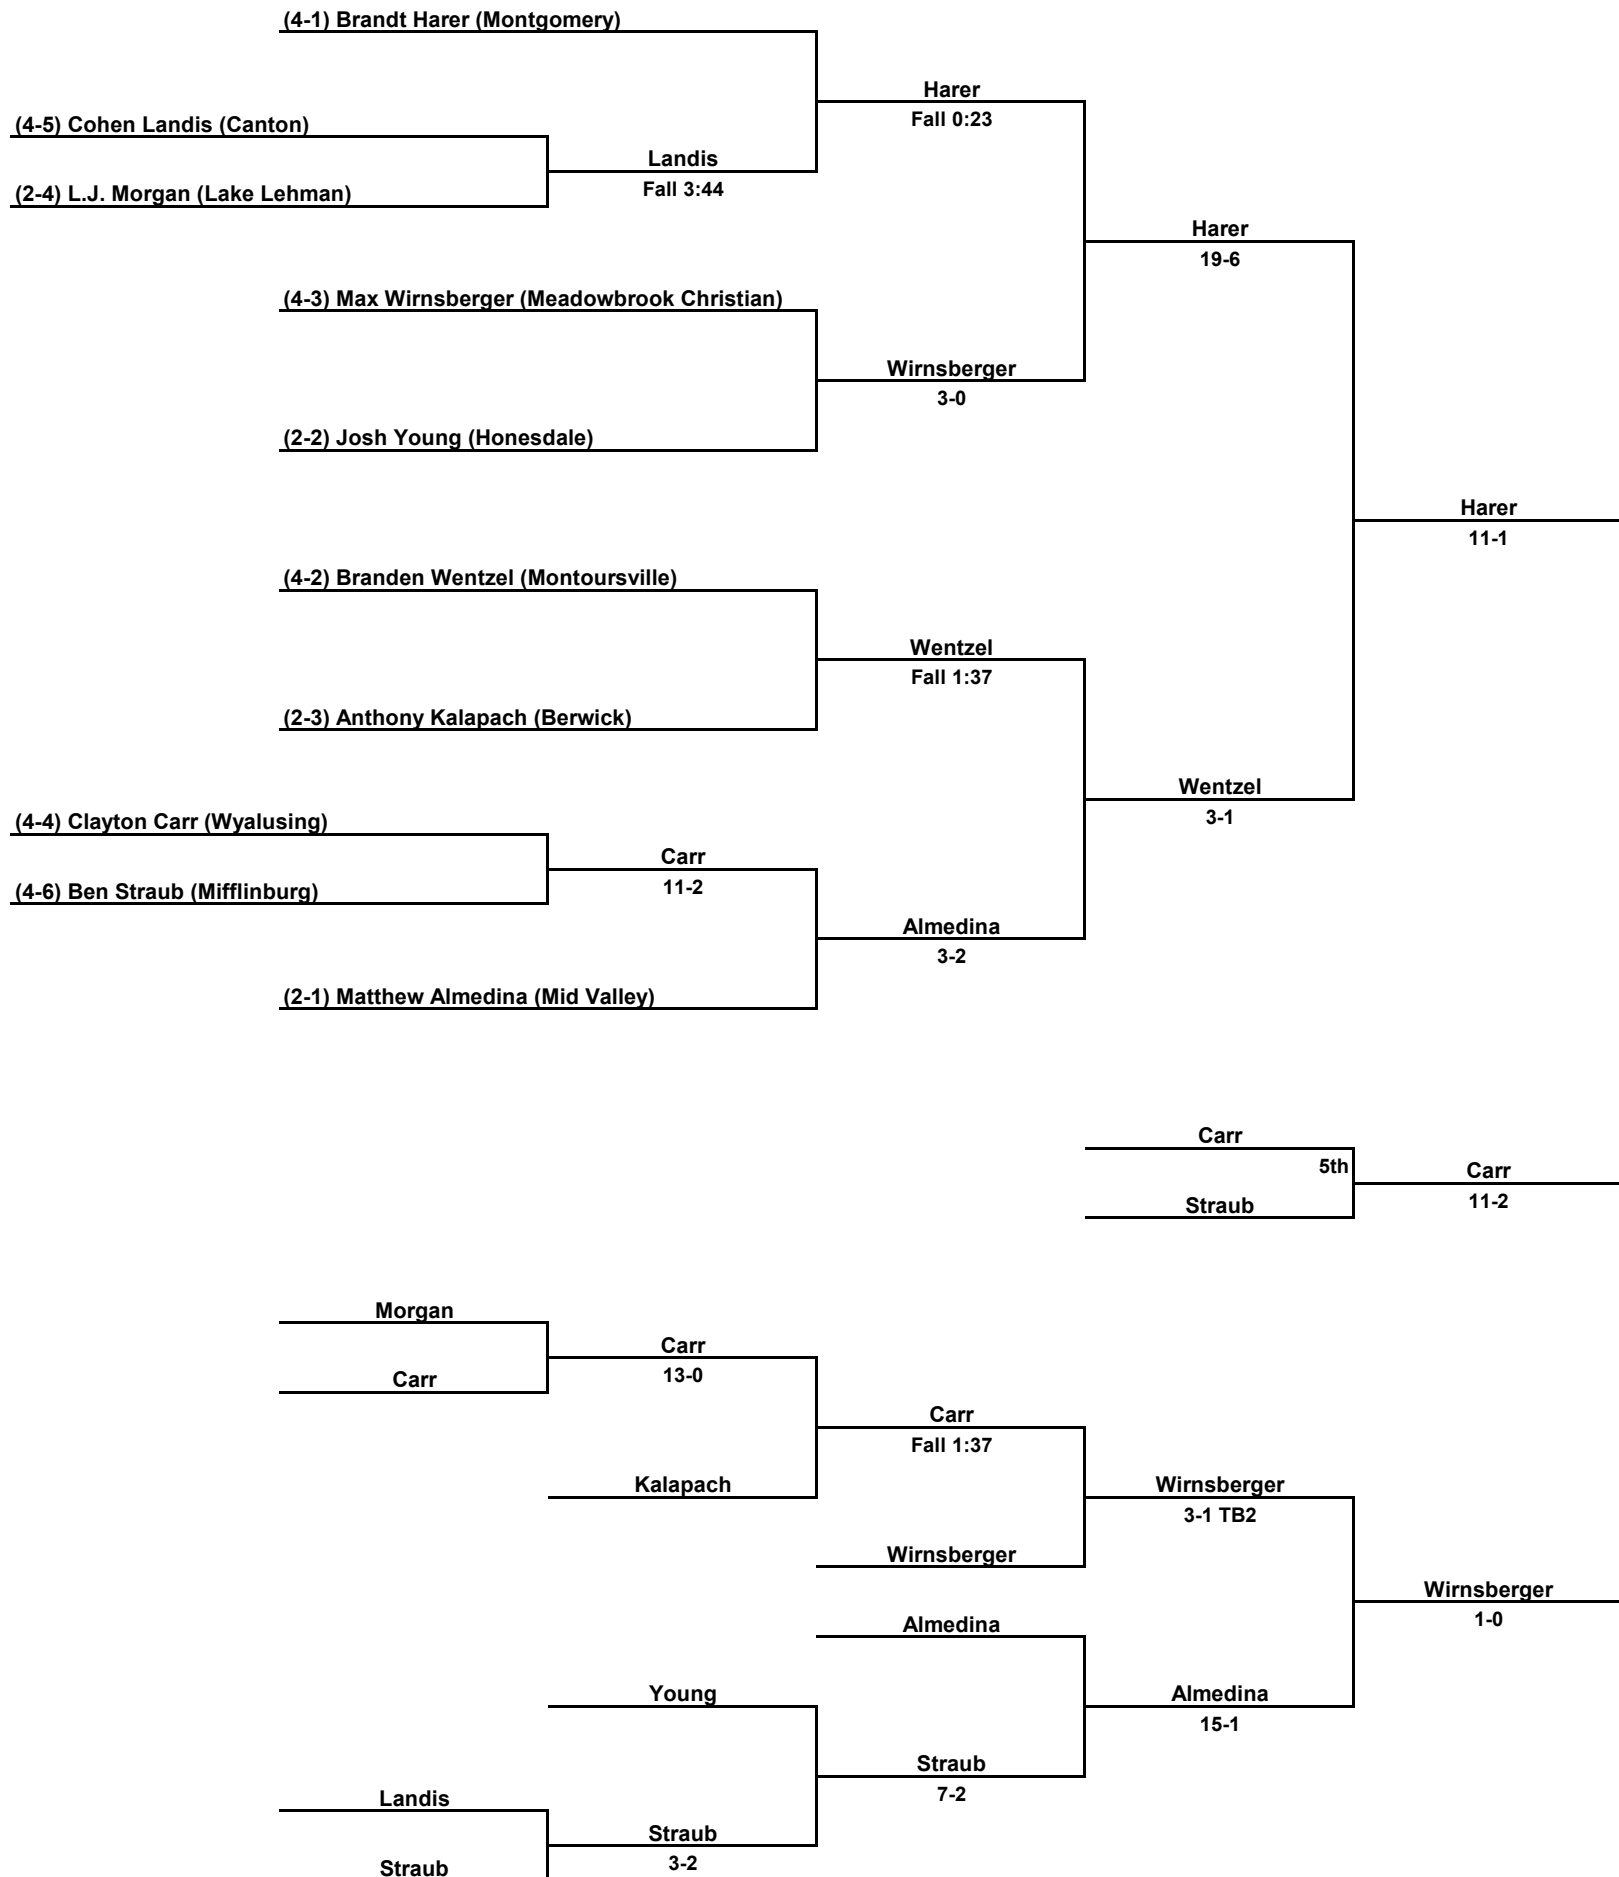 (4-1) Brandt Harer (Montgomery)
Harer
Fall 0:23
(4-5) Cohen Landis (Canton)
Landis
Fall 3:44
(2-4) L.J. Morgan (Lake Lehman)
Harer
19-6
(4-3) Max Wirnsberger (Meadowbrook Christian)
Wirnsberger
3-0
(2-2) Josh Young (Honesdale)
Harer
11-1
(4-2) Branden Wentzel (Montoursville)
Wentzel
Fall 1:37
(2-3) Anthony Kalapach (Berwick)
Wentzel
3-1
(4-4) Clayton Carr (Wyalusing)
Carr
11-2
(4-6) Ben Straub (Mifflinburg)
Almedina
3-2
(2-1) Matthew Almedina (Mid Valley)
Carr
5th
Carr
11-2
Straub
Morgan
Carr
13-0
Carr
Carr
Fall 1:37
Kalapach
Wirnsberger
3-1 TB2
Wirnsberger
Wirnsberger
1-0
Almedina
Young
Almedina
15-1
Straub
7-2
Landis
Straub
3-2
Straub